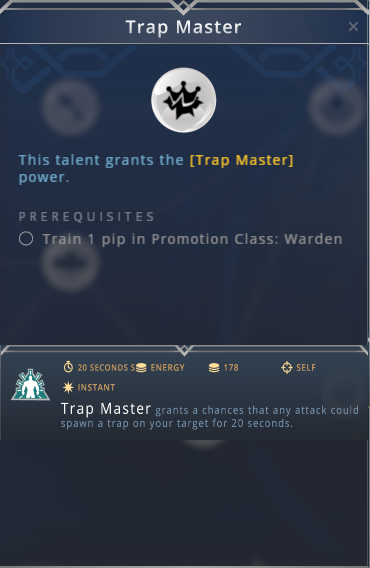 Trap Master
This talent grants the [Trap Master]
power.
PREREQUISITES
Train 1 pip in Promotion Class: Warden
20 SECONDS S ENERGY 178 SELF
INSTANT
Trap Master grants a chances that any attack could
spawn a trap on your target for 20 seconds.